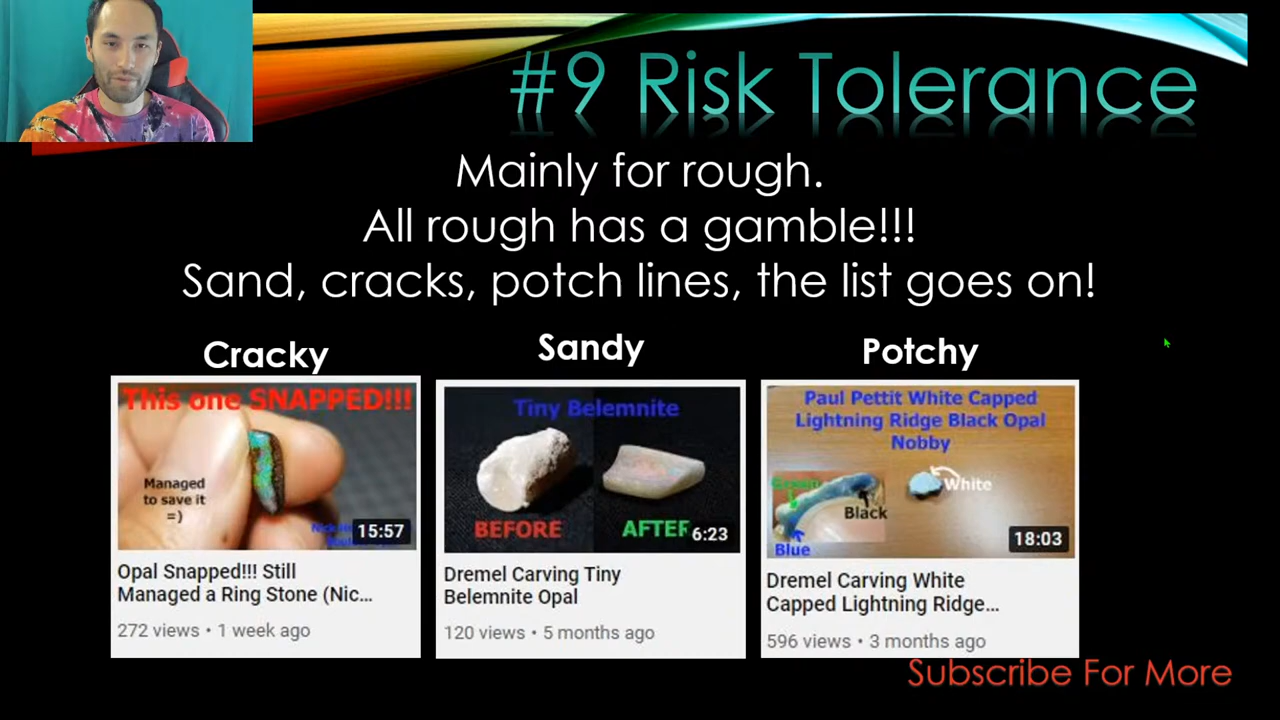 #9 Risk Tolerance
Mainly for rough.
All rough has a gamble!!!
Sand, cracks, potch lines, the list goes on!
Cracky
This one SNAPPED!!!
Managed
to save it
=)
15:57
Opal Snapped!!! Still
Managed a Ring Stone (Nic...
272 views • 1 week ago
Sandy
Tiny Belemnite
BEFORE
AFTER
6:23
Dremel Carving Tiny
Belemnite Opal
120 views • 5 months ago
Potchy
Paul Pettit White Capped
Lightning Ridge Black Opal
Nobby
Green
White
Black
Blue
18:03
Dremel Carving White
Capped Lightning Ridge...
596 views • 3 months ago
Subscribe For More